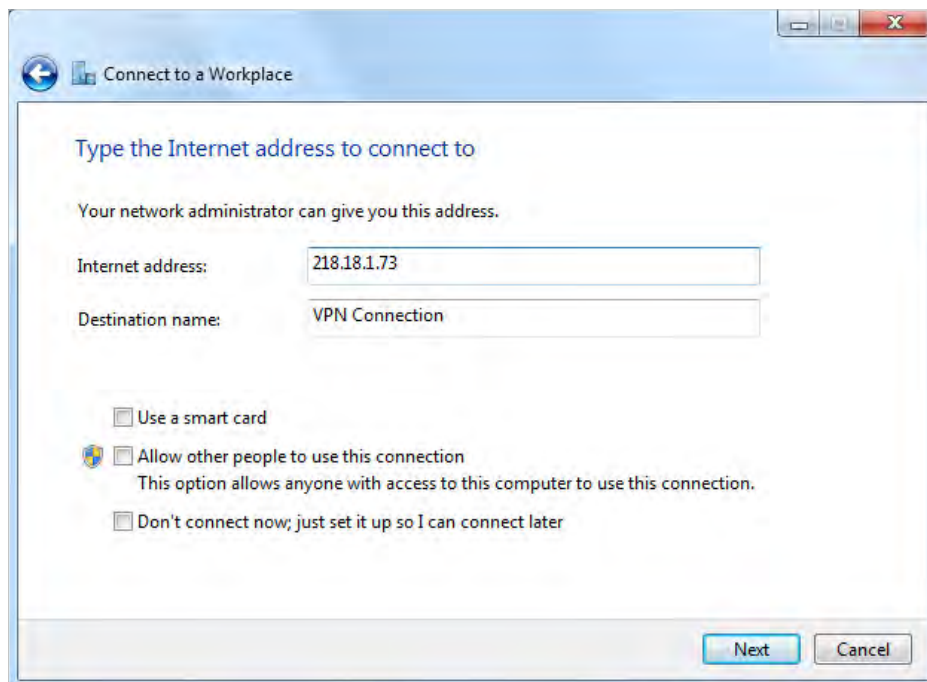 Connect to a Workplace
Type the Internet address to connect to
Your network administrator can give you this address.
Internet address: 218.18.1.73
Destination name: VPN Connection
Use a smart card
Allow other people to use this connection
This option allows anyone with access to this computer to use this connection.
Don't connect now; just set it up so I can connect later
Next Cancel